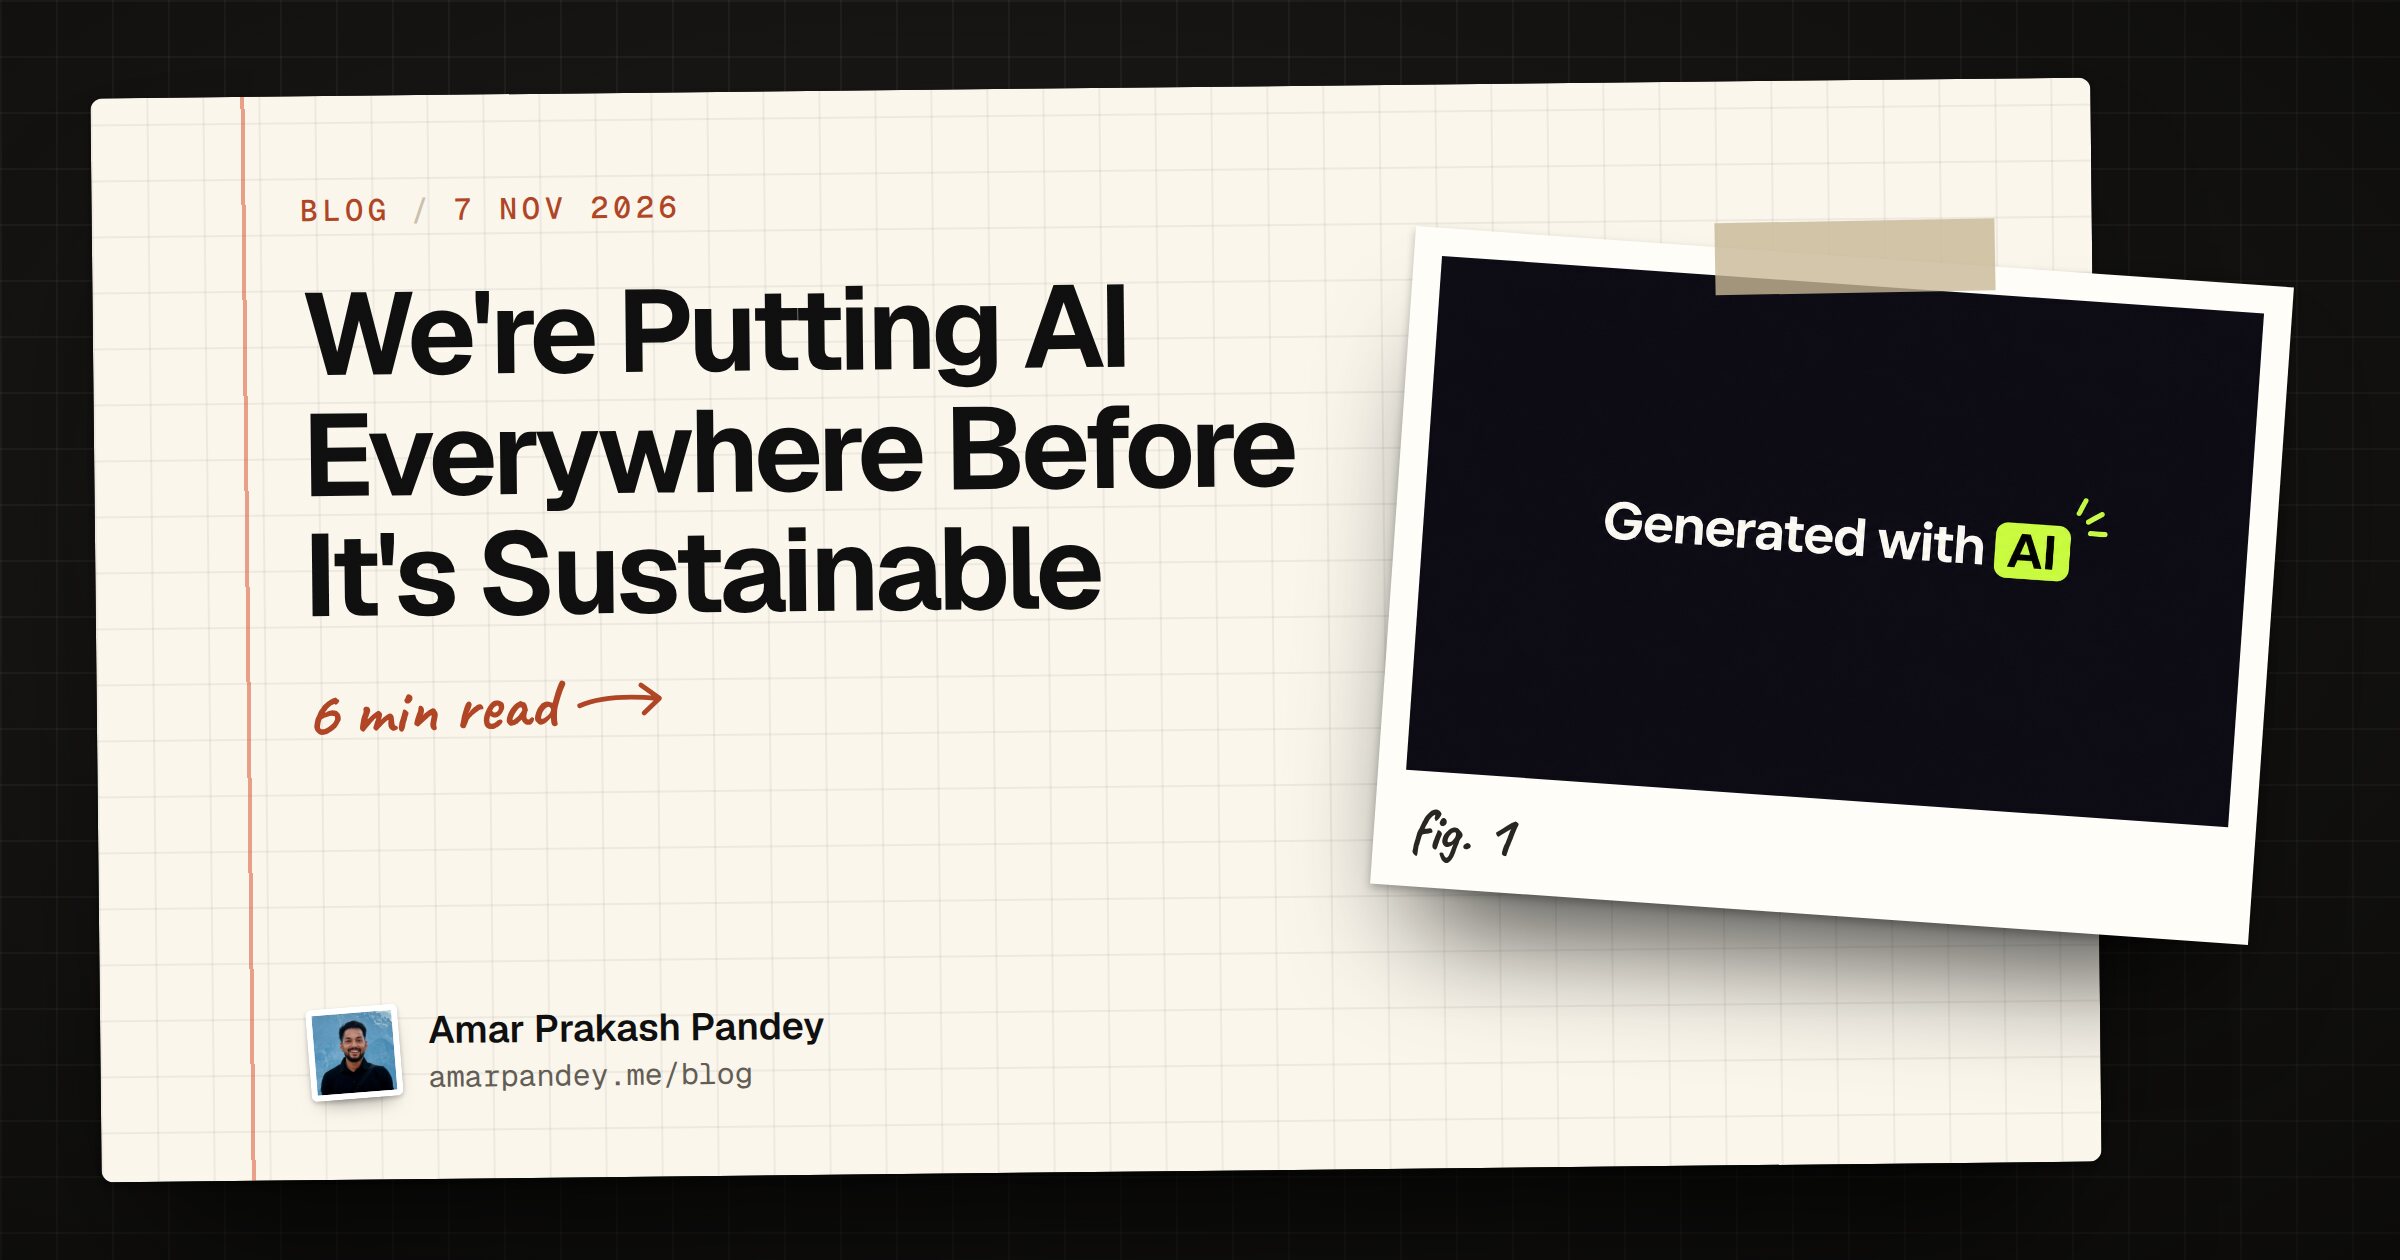 BLOG / 7 NOV 2026
We're Putting AI
Everywhere Before
It's Sustainable
6 min read
Generated with AI
fig. 1
Amar Prakash Pandey
amarpandey.me/blog